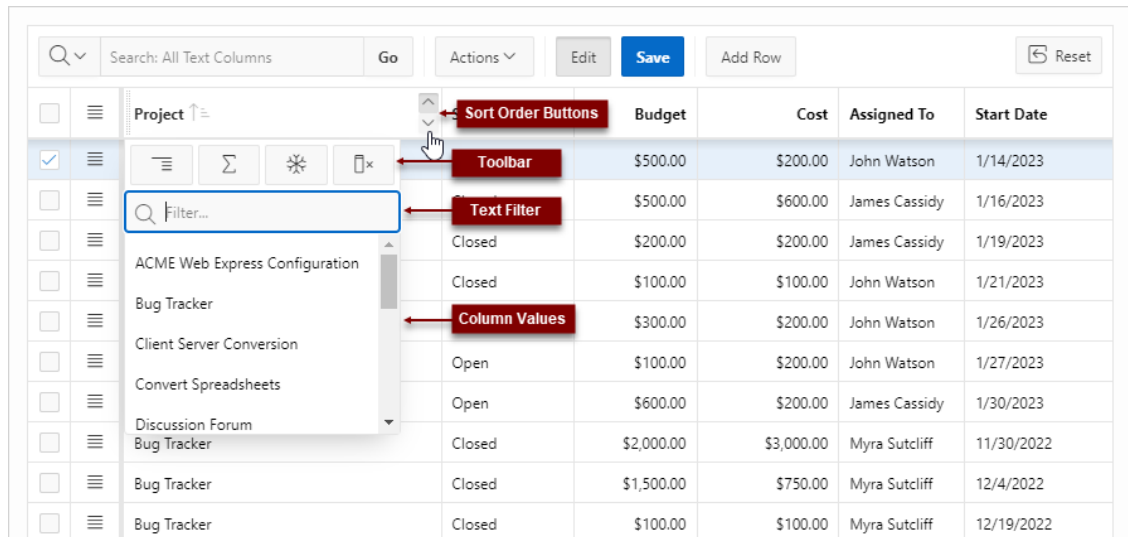 Search: All Text Columns Go Actions Edit Save Add Row Reset
Project Sort Order Buttons Budget Cost Assigned To Start Date
Toolbar $500.00 $200.00 John Watson 1/14/2023
Filter... Text Filter $500.00 $600.00 James Cassidy 1/16/2023
Closed $200.00 $200.00 James Cassidy 1/19/2023
ACME Web Express Configuration
Closed $100.00 $100.00 John Watson 1/21/2023
Bug Tracker
Column Values $300.00 $200.00 John Watson 1/26/2023
Client Server Conversion
Open $100.00 $200.00 John Watson 1/27/2023
Convert Spreadsheets
Open $600.00 $200.00 James Cassidy 1/30/2023
Discussion Forum
Bug Tracker Closed $2,000.00 $3,000.00 Myra Sutcliff 11/30/2022
Bug Tracker Closed $1,500.00 $750.00 Myra Sutcliff 12/4/2022
Bug Tracker Closed $100.00 $100.00 Myra Sutcliff 12/19/2022